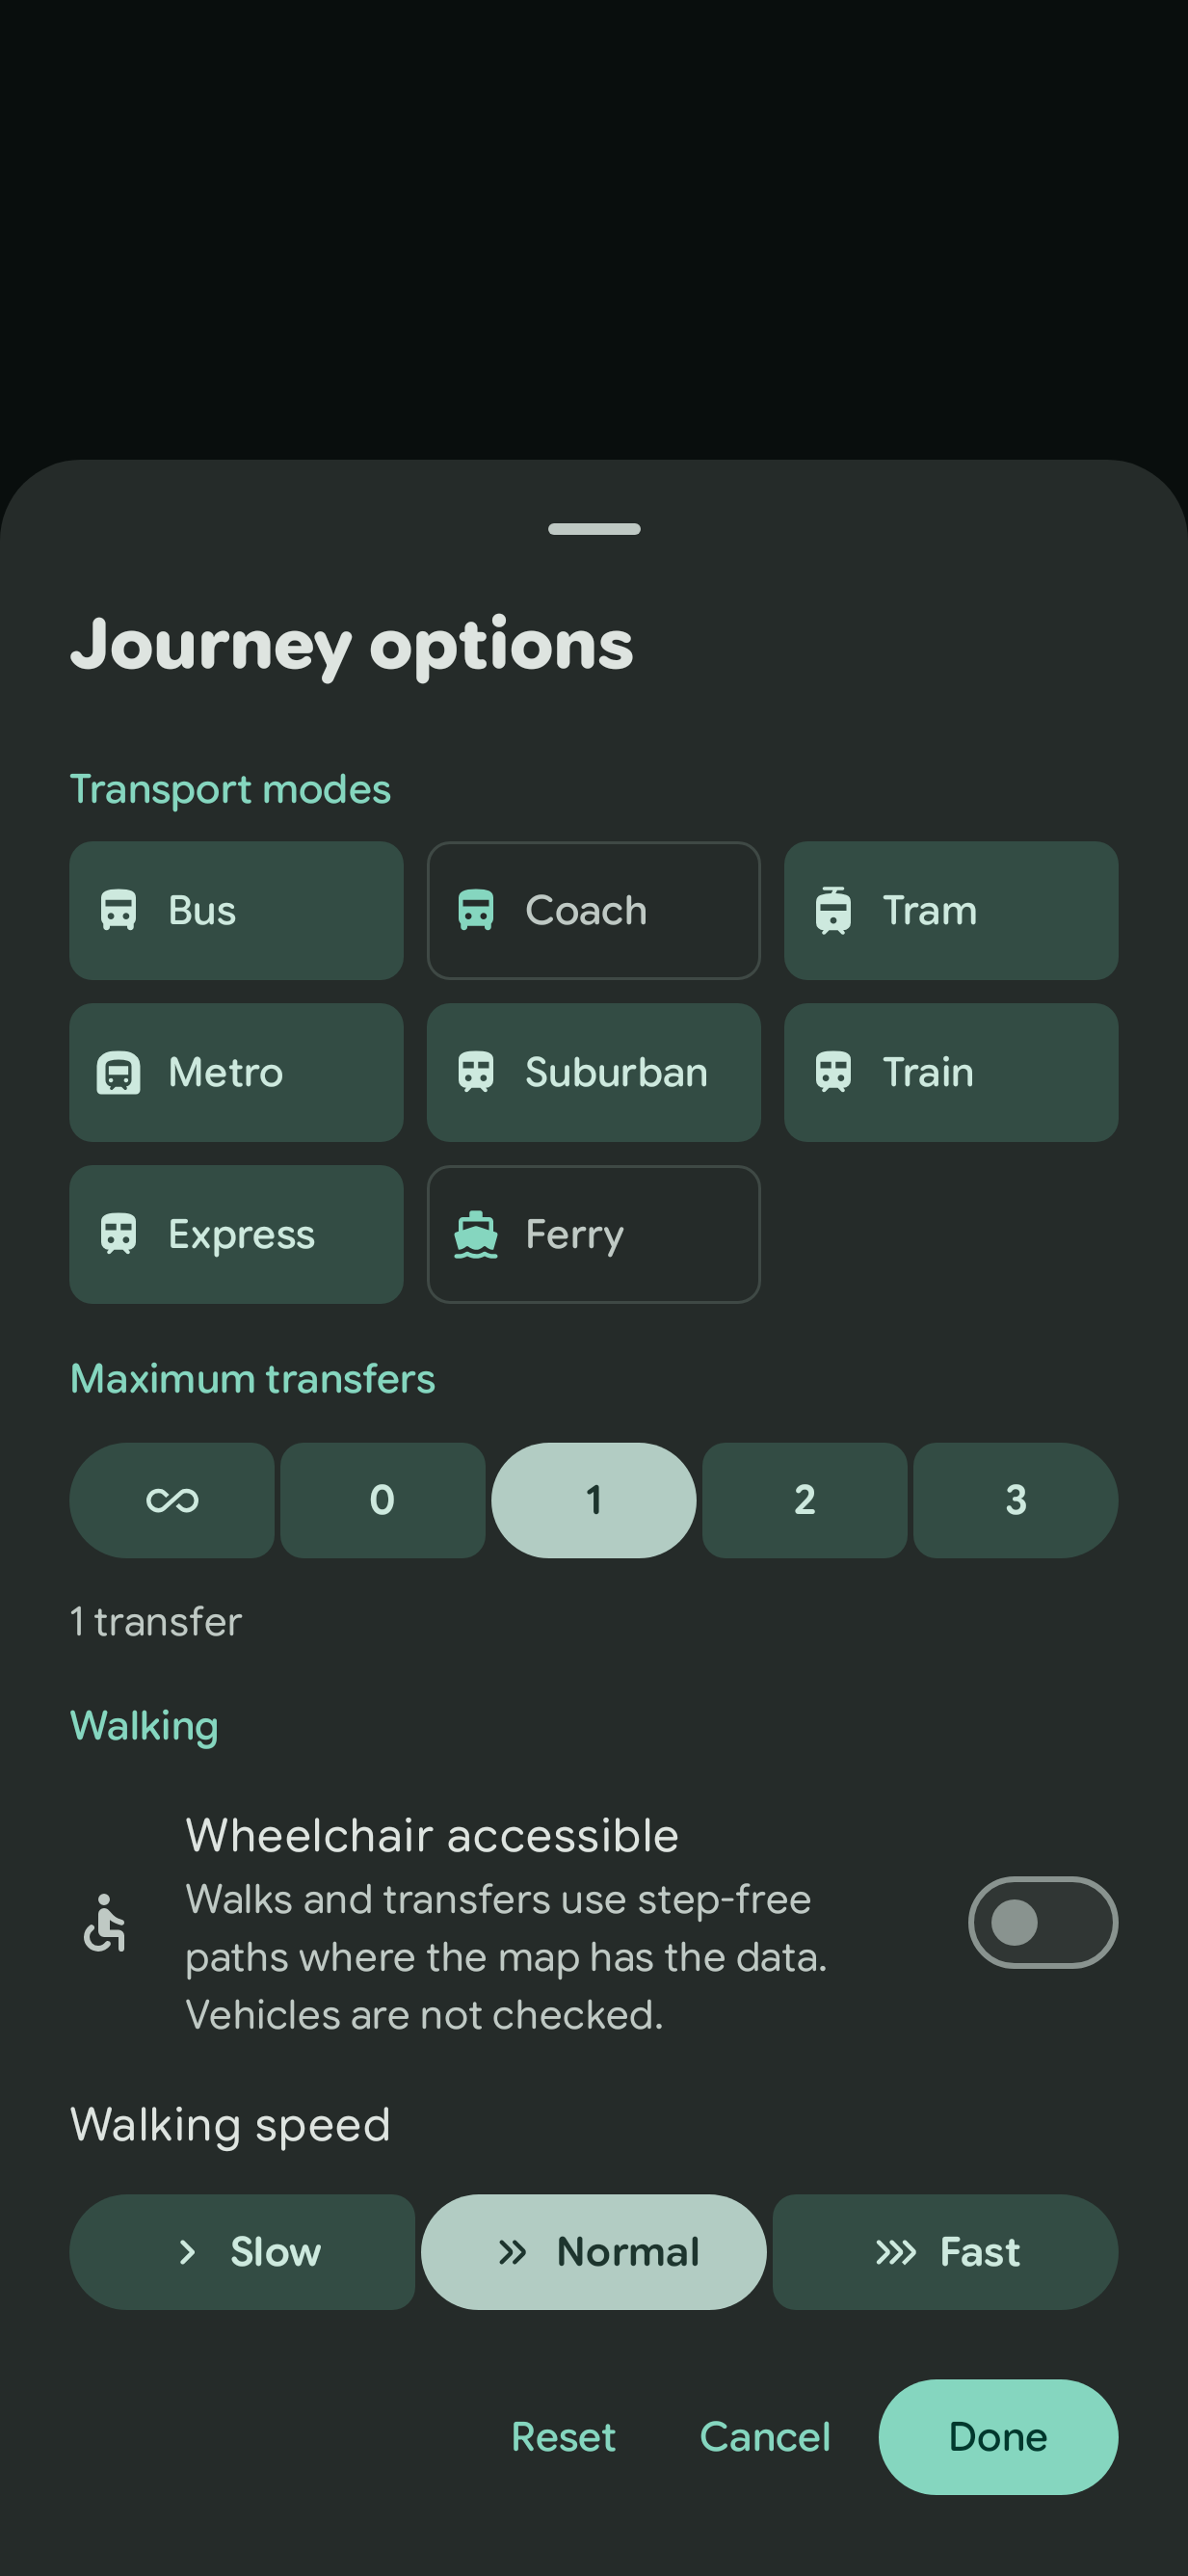 Journey options
Transport modes
Bus
Coach
Tram
Metro
Suburban
Train
Express
Ferry
Maximum transfers
∞ 0 1 2 3
1 transfer
Walking
Wheelchair accessible
Walks and transfers use step-free
paths where the map has the data.
Vehicles are not checked.
Walking speed
Slow
Normal
Fast
Reset
Cancel
Done